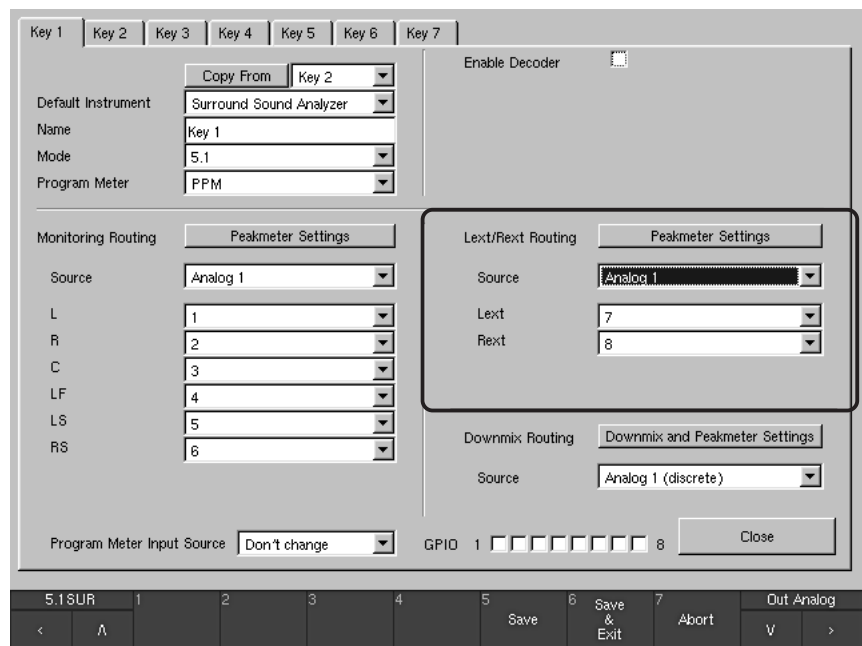 Key 1 Key 2 Key 3 Key 4 Key 5 Key 6 Key 7
Copy From Key 2
Default Instrument Surround Sound Analyzer
Name Key 1
Mode 5.1
Program Meter PPM
Enable Decoder
Monitoring Routing Peakmeter Settings
Source Analog 1
L 1
R 2
C 3
LF 4
LS 5
RS 6
Lext/Rext Routing Peakmeter Settings
Source Analog 1
Lext 7
Rext 8
Downmix Routing Downmix and Peakmeter Settings
Source Analog 1 (discrete)
Program Meter Input Source Don't change
GPIO 1 8
Close
5.1SUR 1 2 3 4 5 6 7 Out Analog
< Λ Save Save & Exit Abort V >